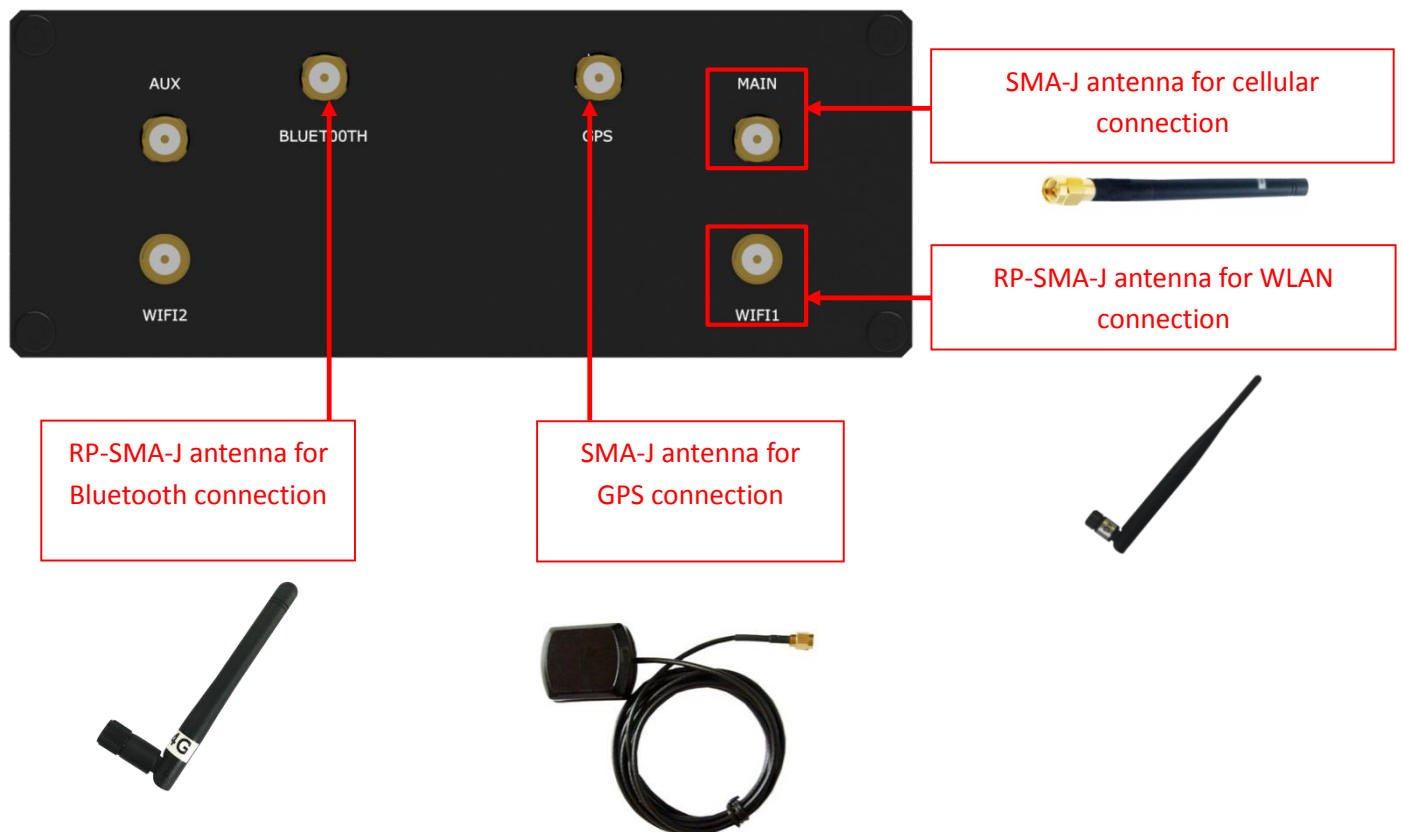 AUX
BLUETOOTH
GPS
MAIN
WIFI2
WIFI1
SMA-J antenna for cellular
connection
RP-SMA-J antenna for WLAN
connection
RP-SMA-J antenna for
Bluetooth connection
SMA-J antenna for
GPS connection
4G